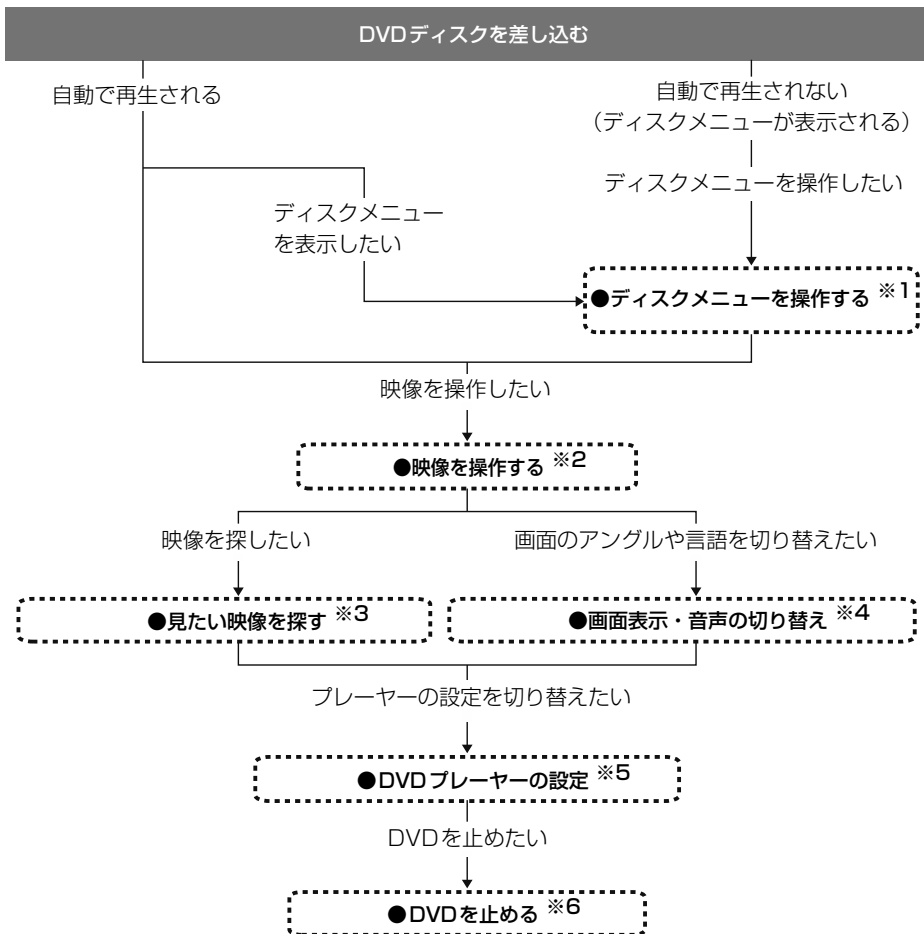 DVDディスクを差し込む
自動で再生される
自動で再生されない
（ディスクメニューが表示される）
ディスクメニューを操作したい
ディスクメニュー
を表示したい
●ディスクメニューを操作する ※1
映像を操作したい
●映像を操作する ※2
映像を探したい
画面のアングルや言語を切り替えたい
●見たい映像を探す ※3
●画面表示・音声の切り替え ※4
プレーヤーの設定を切り替えたい
●DVDプレーヤーの設定 ※5
DVDを止めたい
●DVDを止める ※6